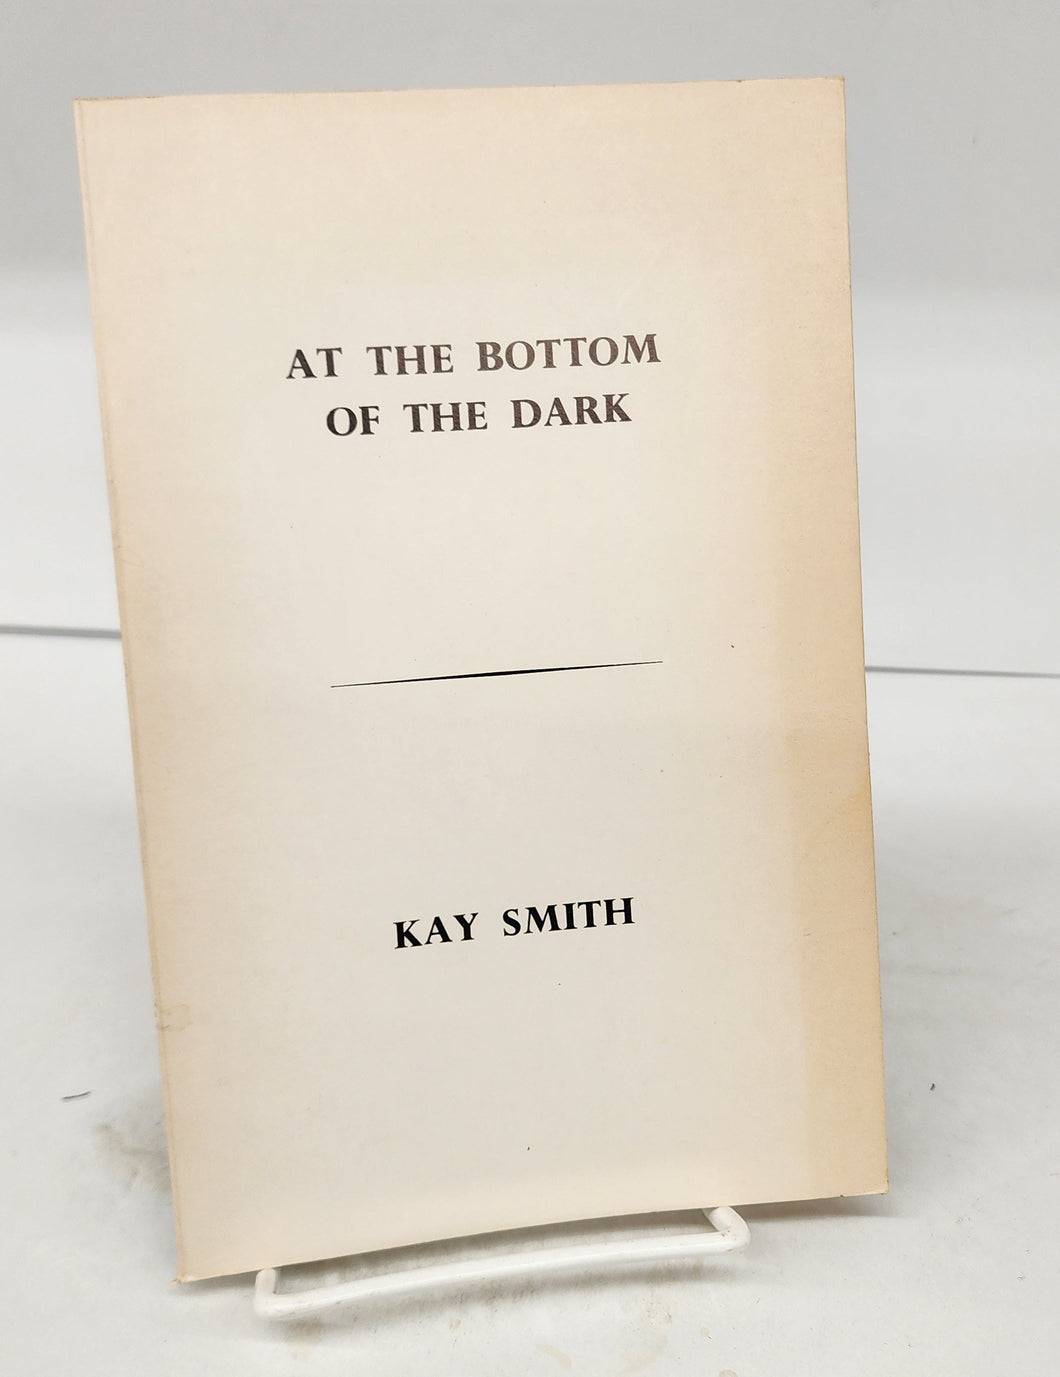 AT THE BOTTOM
OF THE DARK
KAY SMITH